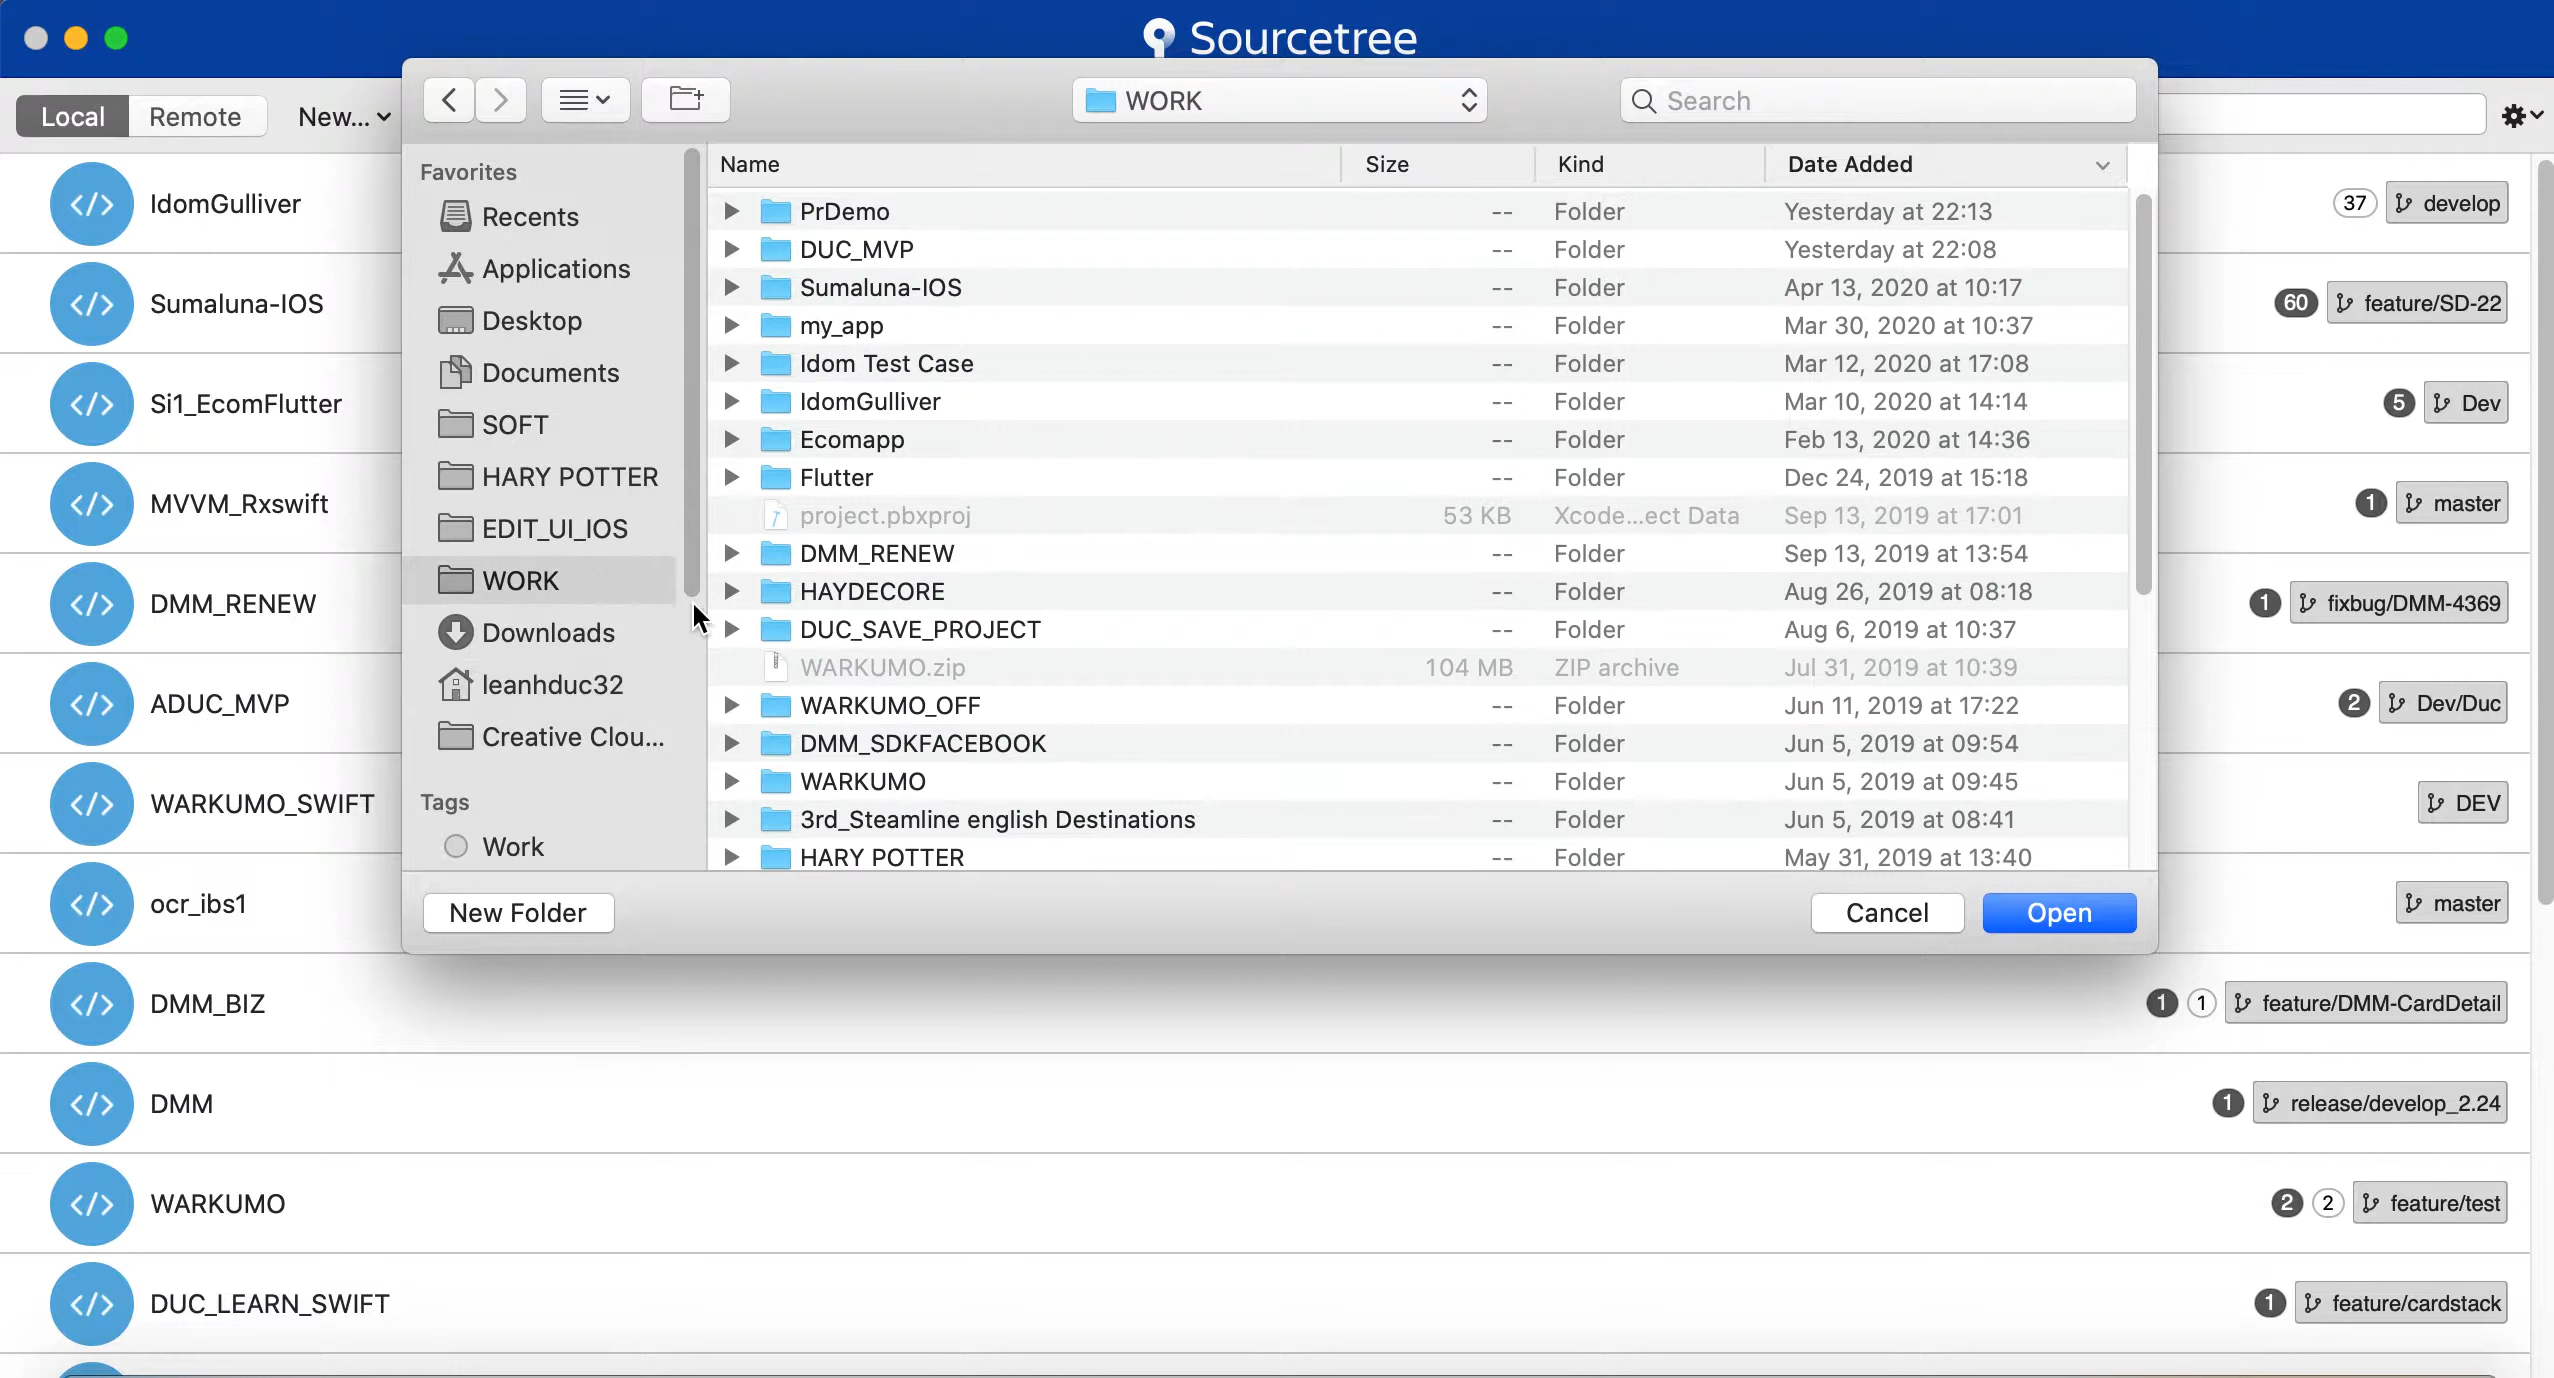 Sourcetree
Local Remote New...
WORK
Search
Favorites
Recents
Applications
Desktop
Documents
SOFT
HARY POTTER
EDIT_UI_IOS
WORK
Downloads
leanhduc32
Creative Clou...
Tags
Work
Name Size Kind Date Added
PrDemo -- Folder Yesterday at 22:13
DUC_MVP -- Folder Yesterday at 22:08
Sumaluna-IOS -- Folder Apr 13, 2020 at 10:17
my_app -- Folder Mar 30, 2020 at 10:37
Idom Test Case -- Folder Mar 12, 2020 at 17:08
IdomGulliver -- Folder Mar 10, 2020 at 14:14
Ecomapp -- Folder Feb 13, 2020 at 14:36
Flutter -- Folder Dec 24, 2019 at 15:18
project.pbxproj 53 KB Xcode...ect Data Sep 13, 2019 at 17:01
DMM_RENEW -- Folder Sep 13, 2019 at 13:54
HAYDECORE -- Folder Aug 26, 2019 at 08:18
DUC_SAVE_PROJECT -- Folder Aug 6, 2019 at 10:37
WARKUMO.zip 104 MB ZIP archive Jul 31, 2019 at 10:39
WARKUMO_OFF -- Folder Jun 11, 2019 at 17:22
DMM_SDKFACEBOOK -- Folder Jun 5, 2019 at 09:54
WARKUMO -- Folder Jun 5, 2019 at 09:45
3rd_Steamline english Destinations -- Folder Jun 5, 2019 at 08:41
HARY POTTER -- Folder May 31, 2019 at 13:40
New Folder Cancel Open
IdomGulliver 37 develop
Sumaluna-IOS 60 feature/SD-22
Si1_EcomFlutter 5 Dev
MVVM_Rxswift 1 master
DMM_RENEW 1 fixbug/DMM-4369
ADUC_MVP 2 Dev/Duc
WARKUMO_SWIFT DEV
ocr_ibs1 master
DMM_BIZ 1 1 feature/DMM-CardDetail
DMM 1 release/develop_2.24
WARKUMO 2 2 feature/test
DUC_LEARN_SWIFT 1 feature/cardstack